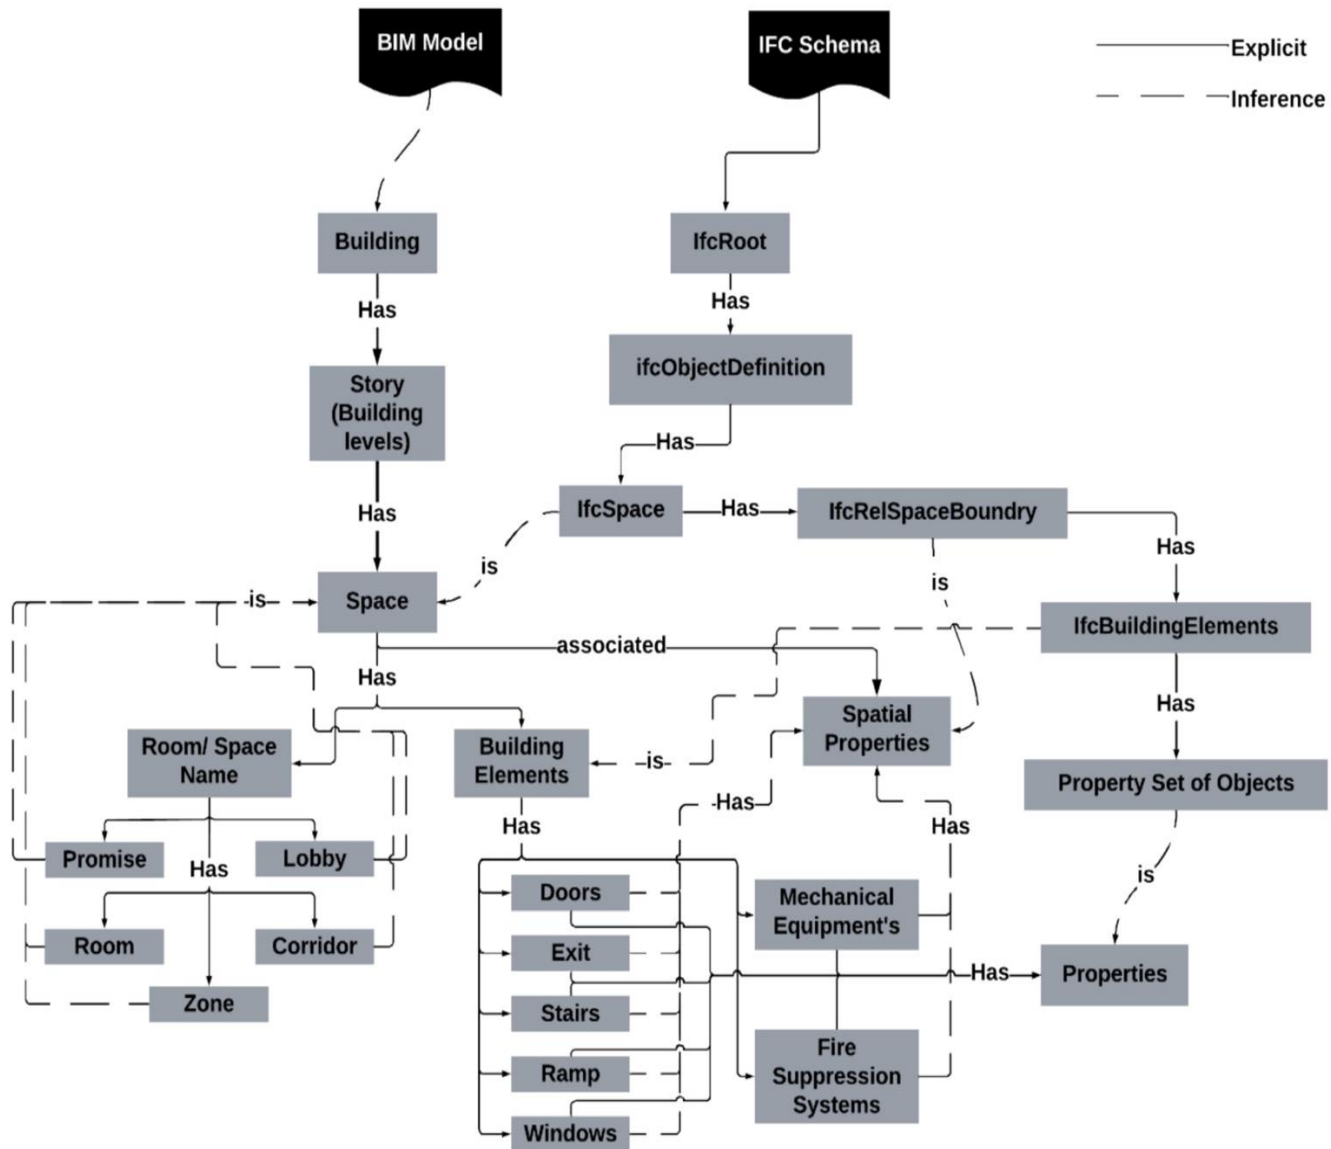 BIM Model
IFC Schema
Explicit
Inference
Building
IfcRoot
Has
Has
ifcObjectDefinition
Story
(Building
levels)
Has
Has
IfcSpace
Has
IfcRelSpaceBoundry
Has
is
is
Space
is
IfcBuildingElements
associated
Has
Has
Room/ Space
Name
Building
Elements
is
Spatial
Properties
Property Set of Objects
Has
Has
Has
Promise
Lobby
Has
is
Room
Corridor
Zone
Doors
Exit
Stairs
Ramp
Windows
Mechanical
Equipment's
Fire
Suppression
Systems
Has
Properties